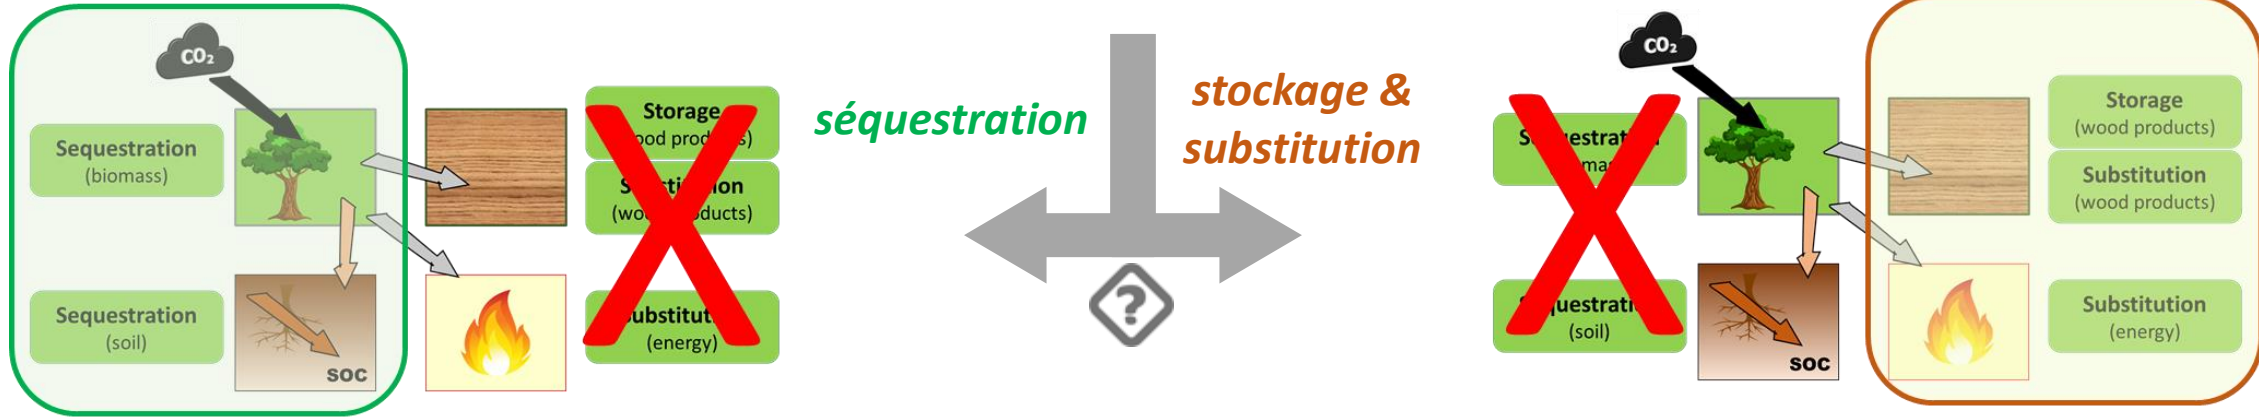 CO₂
Sequestration
(biomass)
Sequestration
(soil)
SOC
Storage
Substitution
(energy)
séquestration
stockage &
substitution
?
CO₂
(soil)
SOC
Storage
(wood products)
Substitution
(wood products)
Substitution
(energy)